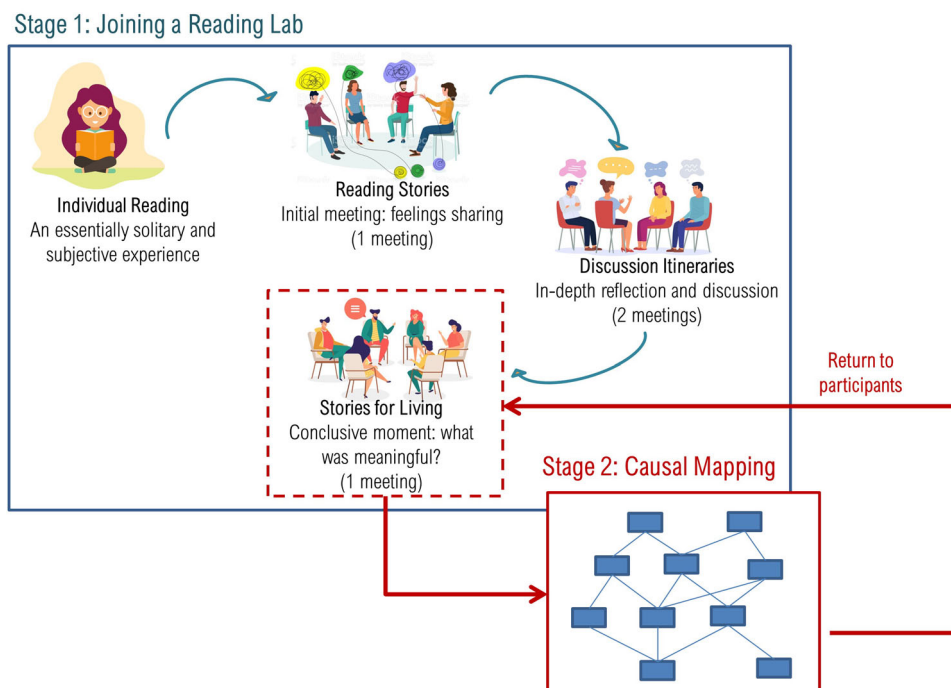 Stage 1: Joining a Reading Lab
Individual Reading
An essentially solitary and
subjective experience
Reading Stories
Initial meeting: feelings sharing
(1 meeting)
Discussion Itineraries
In-depth reflection and discussion
(2 meetings)
Stories for Living
Conclusive moment: what
was meaningful?
(1 meeting)
Return to
participants
Stage 2: Causal Mapping